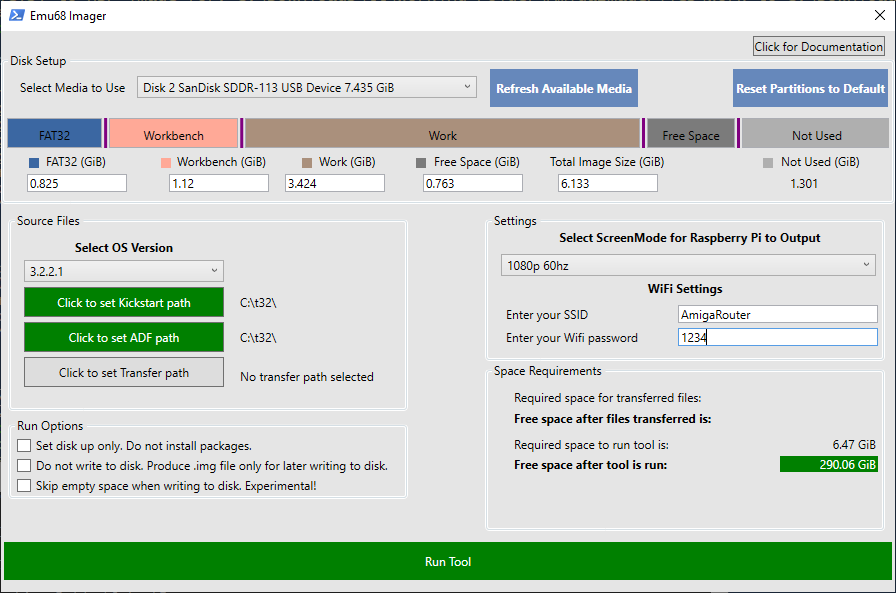 Emu68 Imager
Click for Documentation
Disk Setup
Select Media to Use
Disk 2 SanDisk SDDR-113 USB Device 7.435 GiB
Refresh Available Media
Reset Partitions to Default
FAT32
Workbench
Work
Free Space
Not Used
FAT32 (GiB)
Workbench (GiB)
Work (GiB)
Free Space (GiB)
Total Image Size (GiB)
Not Used (GiB)
0.825
1.12
3.424
0.763
6.133
1.301
Source Files
Select OS Version
3.2.2.1
Click to set Kickstart path
C:\t32\
Click to set ADF path
C:\t32\
Click to set Transfer path
No transfer path selected
Run Options
Set disk up only. Do not install packages.
Do not write to disk. Produce .img file only for later writing to disk.
Skip empty space when writing to disk. Experimental!
Settings
Select ScreenMode for Raspberry Pi to Output
1080p 60hz
WiFi Settings
Enter your SSID
AmigaRouter
Enter your Wifi password
1234
Space Requirements
Required space for transferred files:
Free space after files transferred is:
Required space to run tool is:
6.47 GiB
Free space after tool is run:
290.06 GiB
Run Tool